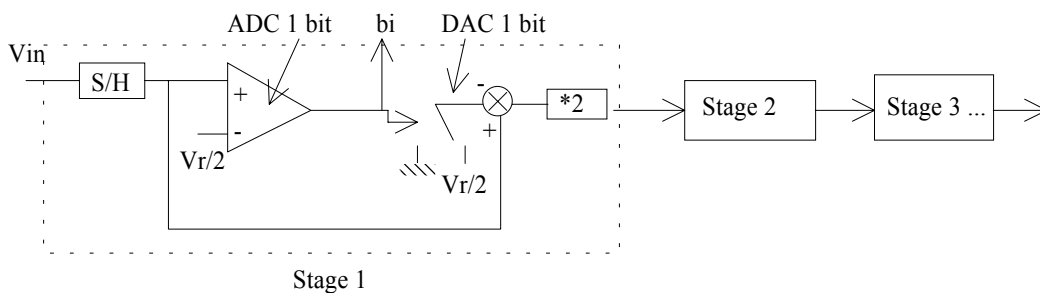 ADC 1 bit
bi
DAC 1 bit
Vin
S/H
+
-
Vr/2
-
+
*2
Vr/2
Stage 2
Stage 3 ...
Stage 1